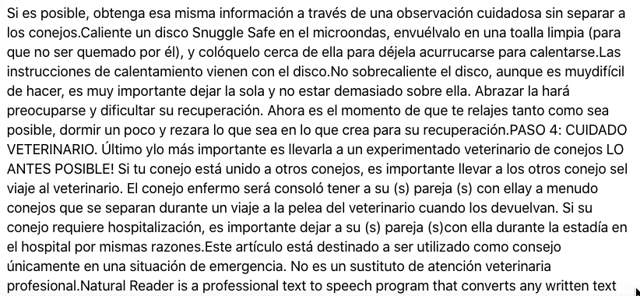 Si es posible, obtenga esa misma información a través de una observación cuidadosa sin separar a
los conejos.Caliente un disco Snuggle Safe en el microondas, envuélvalo en una toalla limpia (para
que no ser quemado por él), y colóquelo cerca de ella para déjela acurrucarse para calentarse.Las
instrucciones de calentamiento vienen con el disco.No sobrecaliente el disco, aunque es muydifícil
de hacer, es muy importante dejar la sola y no estar demasiado sobre ella. Abrazar la hará
preocuparse y dificultar su recuperación. Ahora es el momento de que te relajes tanto como sea
posible, dormir un poco y rezara lo que sea en lo que crea para su recuperación.PASO 4: CUIDADO
VETERINARIO. Último ylo más importante es llevarla a un experimentado veterinario de conejos LO
ANTES POSIBLE! Si tu conejo está unido a otros conejos, es importante llevar a los otros conejo sel
viaje al veterinario. El conejo enfermo será consoló tener a su (s) pareja (s) con ellay a menudo
conejos que se separan durante un viaje a la pelea del veterinario cuando los devuelvan. Si su
conejo requiere hospitalización, es importante dejar a su (s) pareja (s)con ella durante la estadía en
el hospital por mismas razones.Este artículo está destinado a ser utilizado como consejo
únicamente en una situación de emergencia. No es un sustituto de atención veterinaria
profesional.Natural Reader is a professional text to speech program that converts any written text